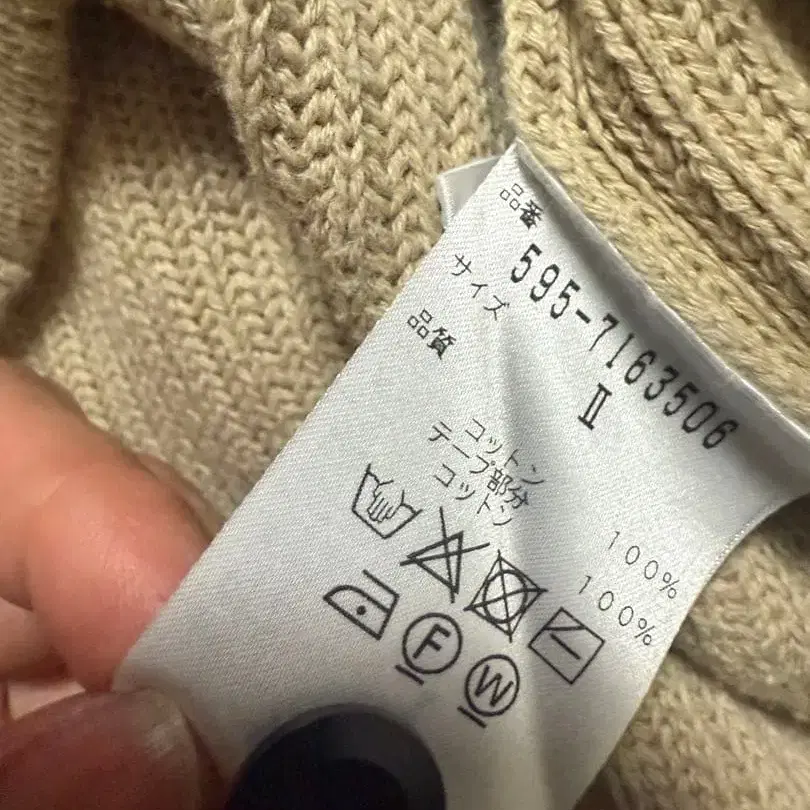 品番 595-7163506
サイズ II
品質
コットン 100%
テープ部分
コットン 100%
F W